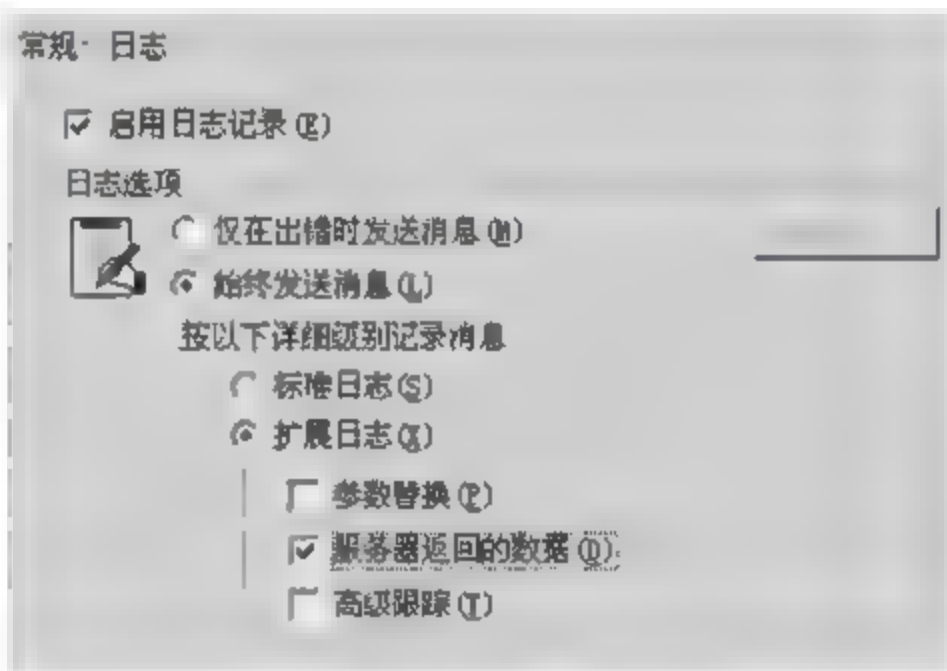 常规: 日志
启用日志记录(E)
日志选项
仅在出错时发送消息(M)
始终发送消息(L)
按以下详细级别记录消息
标准日志(S)
扩展日志(X)
参数替换(P)
服务器返回的数据(D)
高级跟踪(T)